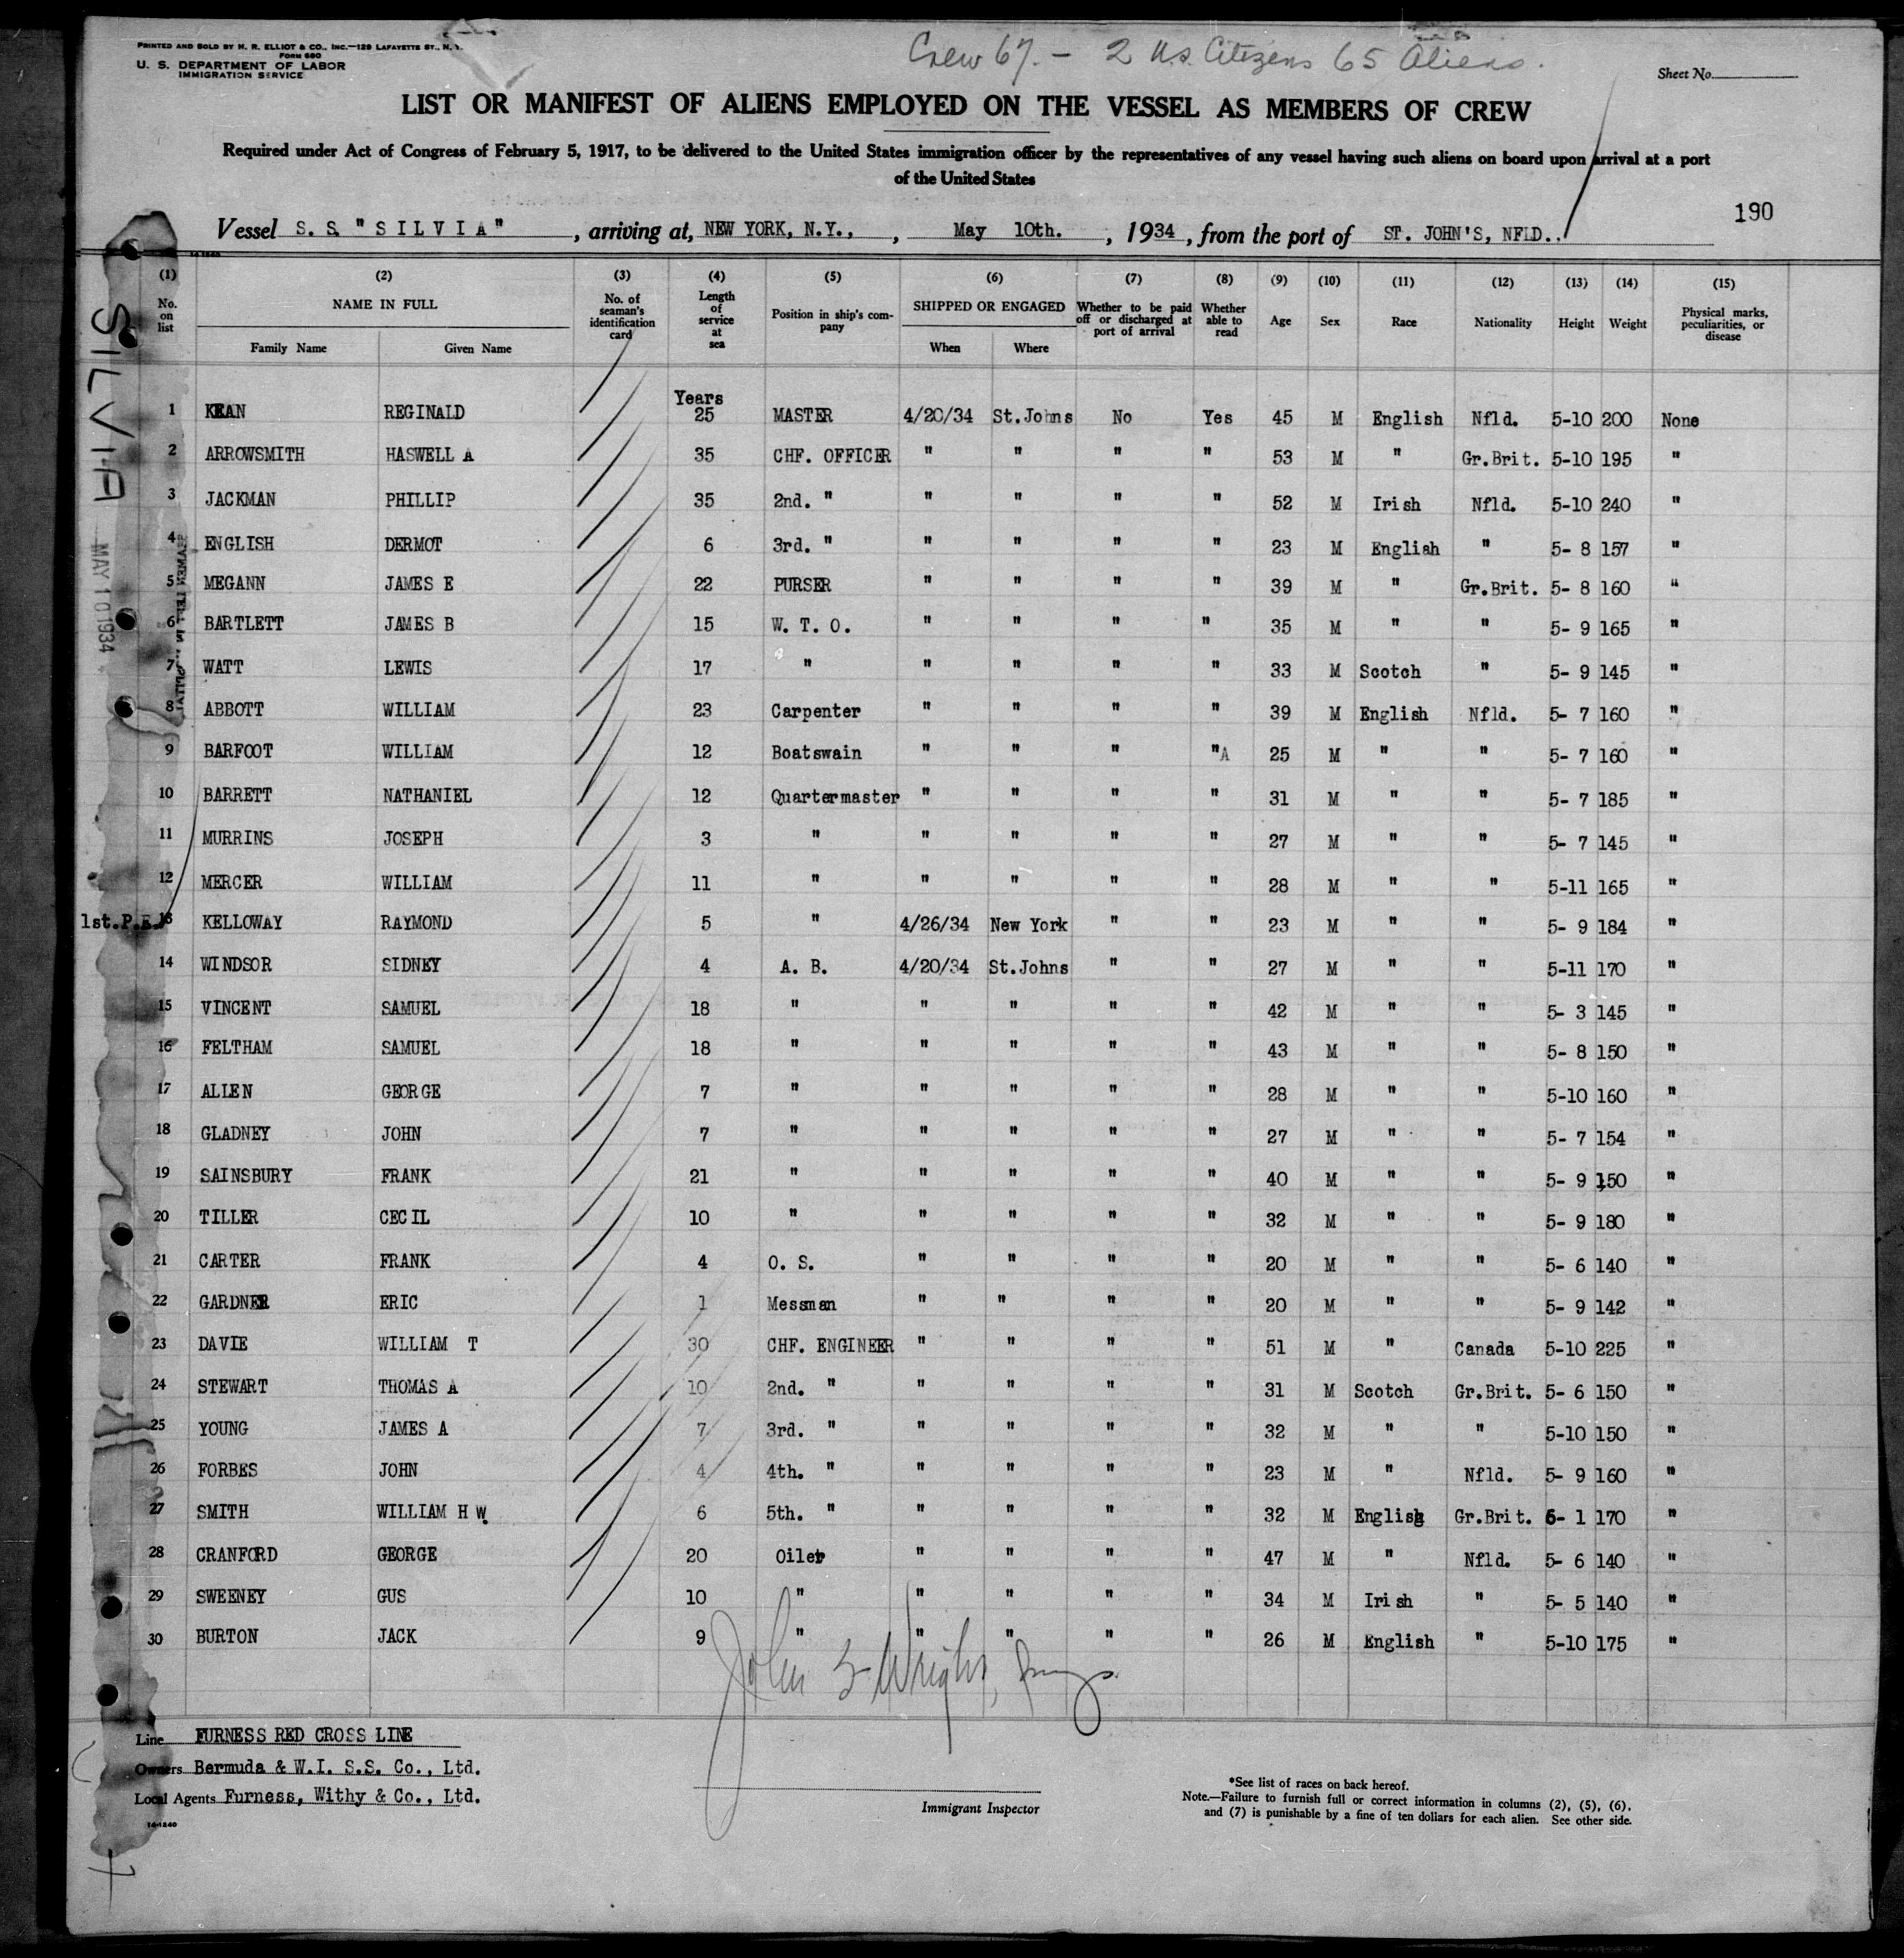 PRINTED AND SOLD BY H. R. ELLIOT & CO., INC.—129 LAFAYETTE ST., N. Y.
FORM 680
U. S. DEPARTMENT OF LABOR
IMMIGRATION SERVICE
Crew 67. - 2 U.S. Citizens 65 Aliens.
Sheet No.
LIST OR MANIFEST OF ALIENS EMPLOYED ON THE VESSEL AS MEMBERS OF CREW
Required under Act of Congress of February 5, 1917, to be delivered to the United States immigration officer by the representatives of any vessel having such aliens on board upon arrival at a port
of the United States
190
Vessel S. S. "SILVIA", arriving at, NEW YORK, N.Y., , May 10th. , 1934, from the port of ST. JOHN'S, NFLD..
(1) (2) (3) (4) (5) (6) (7) (8) (9) (10) (11) (12) (13) (14) (15)
No. on list NAME IN FULL Family Name Given Name No. of seaman's identification card Length of service at sea Position in ship's company SHIPPED OR ENGAGED When Where Whether to be paid off or discharged at port of arrival Whether able to read Age Sex Race Nationality Height Weight Physical marks, peculiarities, or disease
SILVIA
MAY 10 1934
Years
1 KEAN REGINALD 25 MASTER 4/20/34 St.Johns No Yes 45 M English Nfld. 5-10 200 None
2 ARROWSMITH HASWELL A 35 CHF. OFFICER " " " " 53 M " Gr.Brit. 5-10 195 "
3 JACKMAN PHILLIP 35 2nd. " " " " " 52 M Irish Nfld. 5-10 240 "
4 ENGLISH DERMOT 6 3rd. " " " " " 23 M English " 5- 8 157 "
5 MEGANN JAMES E 22 PURSER " " " " 39 M " Gr.Brit. 5- 8 160 "
6 BARTLETT JAMES B 15 W. T. O. " " " " 35 M " " 5- 9 165 "
7 WATT LEWIS 17 " " " " " 33 M Scotch " 5- 9 145 "
8 ABBOTT WILLIAM 23 Carpenter " " " " 39 M English Nfld. 5- 7 160 "
9 BARFOOT WILLIAM 12 Boatswain " " " "A 25 M " " 5- 7 160 "
10 BARRETT NATHANIEL 12 Quartermaster " " " " 31 M " " 5- 7 185 "
11 MURRINS JOSEPH 3 " " " " " 27 M " " 5- 7 145 "
12 MERCER WILLIAM 11 " " " " " 28 M " " 5-11 165 "
1st.P.E. 13 KELLOWAY RAYMOND 5 " 4/26/34 New York " " 23 M " " 5- 9 184 "
14 WINDSOR SIDNEY 4 A. B. 4/20/34 St.Johns " " 27 M " " 5-11 170 "
15 VINCENT SAMUEL 18 " " " " " 42 M " " 5- 3 145 "
16 FELTHAM SAMUEL 18 " " " " " 43 M " " 5- 8 150 "
17 ALLEN GEORGE 7 " " " " " 28 M " " 5-10 160 "
18 GLADNEY JOHN 7 " " " " " 27 M " " 5- 7 154 "
19 SAINSBURY FRANK 21 " " " " " 40 M " " 5- 9 150 "
20 TILLER CECIL 10 " " " " " 32 M " " 5- 9 180 "
21 CARTER FRANK 4 O. S. " " " " 20 M " " 5- 6 140 "
22 GARDNER ERIC 1 Messman " " " " 20 M " " 5- 9 142 "
23 DAVIE WILLIAM T 30 CHF. ENGINEER " " " " 51 M " Canada 5-10 225 "
24 STEWART THOMAS A 10 2nd. " " " " " 31 M Scotch Gr.Brit. 5- 6 150 "
25 YOUNG JAMES A 7 3rd. " " " " " 32 M " " 5-10 150 "
26 FORBES JOHN 4 4th. " " " " " 23 M " Nfld. 5- 9 160 "
27 SMITH WILLIAM H W. 6 5th. " " " " " 32 M English Gr.Brit. 6- 1 170 "
28 CRANFORD GEORGE 20 Oiler " " " " 47 M " Nfld. 5- 6 140 "
29 SWEENEY GUS 10 " " " " " 34 M Irish " 5- 5 140 "
30 BURTON JACK 9 " " " " " 26 M English " 5-10 175 "
John Wright,
Line FURNESS RED CROSS LINE
Owners Bermuda & W.I. S.S. Co., Ltd.
Local Agents Furness, Withy & Co., Ltd.
14-1240
Immigrant Inspector
*See list of races on back hereof.
Note.—Failure to furnish full or correct information in columns (2), (5), (6),
and (7) is punishable by a fine of ten dollars for each alien. See other side.